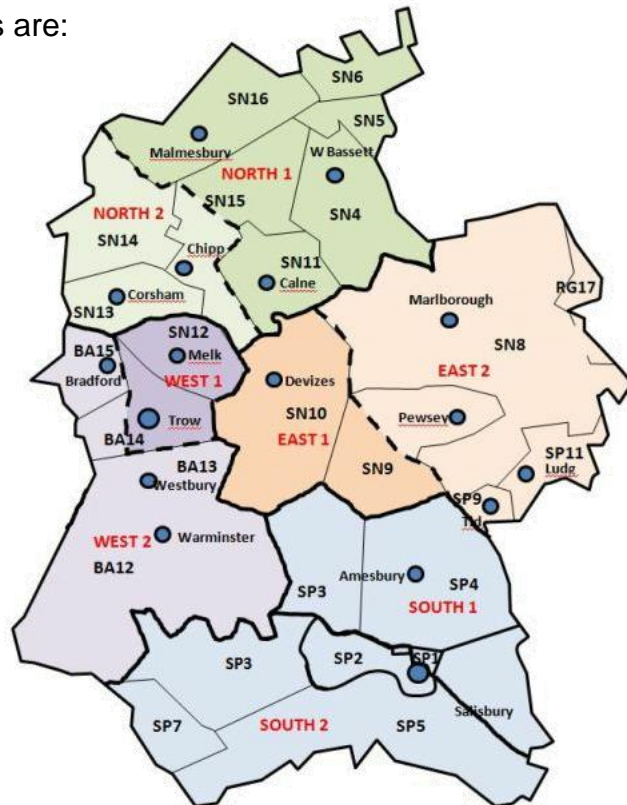 s are:
SN6
SN16
SN5
Malmesbury
W Bassett
NORTH 1
SN15
NORTH 2
SN4
SN14
Chipp
SN11
Calne
Corsham
SN13
RG17
Marlborough
SN12
SN8
BA15
Melk
Bradford
WEST 1
Devizes
EAST 2
SN10
Pewsey
Trow
EAST 1
BA14
BA13
SN9
SP11
Ludg
Westbury
SP9
Tid
WEST 2
Warminster
BA12
Amesbury
SP4
SP3
SOUTH 1
SP3
SP2
SP1
Salisbury
SP7
SOUTH 2
SP5